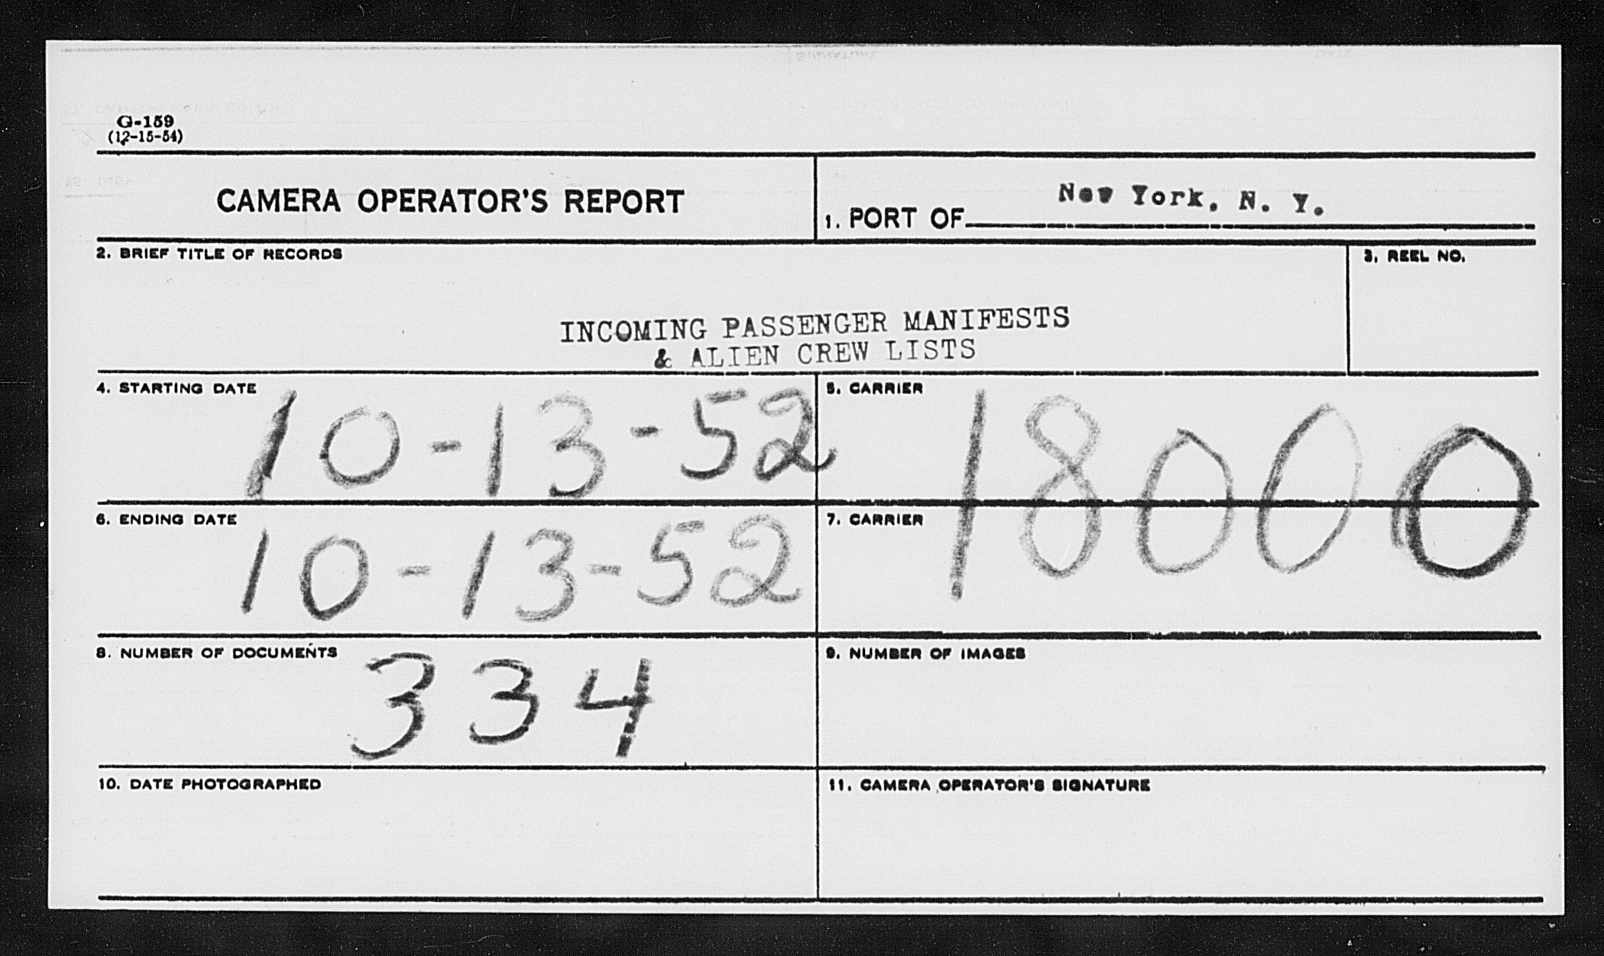 G-159
(12-15-54)
CAMERA OPERATOR'S REPORT
1. PORT OF New York, N. Y.
2. BRIEF TITLE OF RECORDS
3. REEL NO.
INCOMING PASSENGER MANIFESTS
& ALIEN CREW LISTS
4. STARTING DATE
10-13-52
5. CARRIER
18000
6. ENDING DATE
10-13-52
7. CARRIER
8. NUMBER OF DOCUMENTS
334
9. NUMBER OF IMAGES
10. DATE PHOTOGRAPHED
11. CAMERA OPERATOR'S SIGNATURE